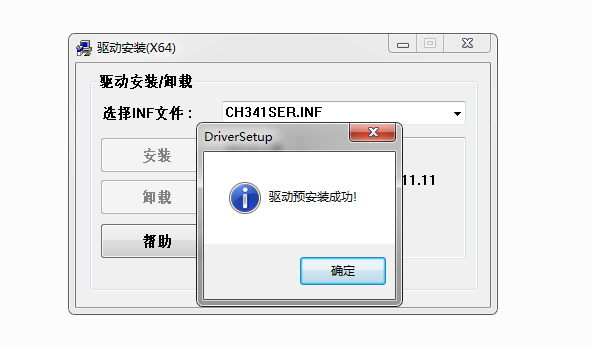 驱动安装(X64)
驱动安装/卸载
选择INF文件：
CH341SER.INF
DriverSetup
安装
11.11
驱动预安装成功!
卸载
帮助
确定